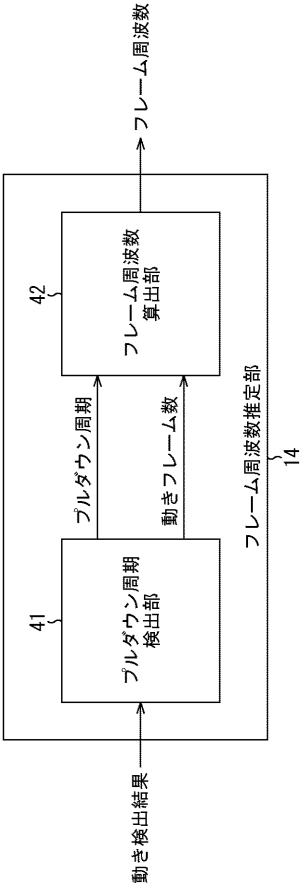 動き検出結果
41
プルダウン周期
検出部
プルダウン周期
動きフレーム数
42
フレーム周波数
算出部
フレーム周波数
フレーム周波数推定部
14